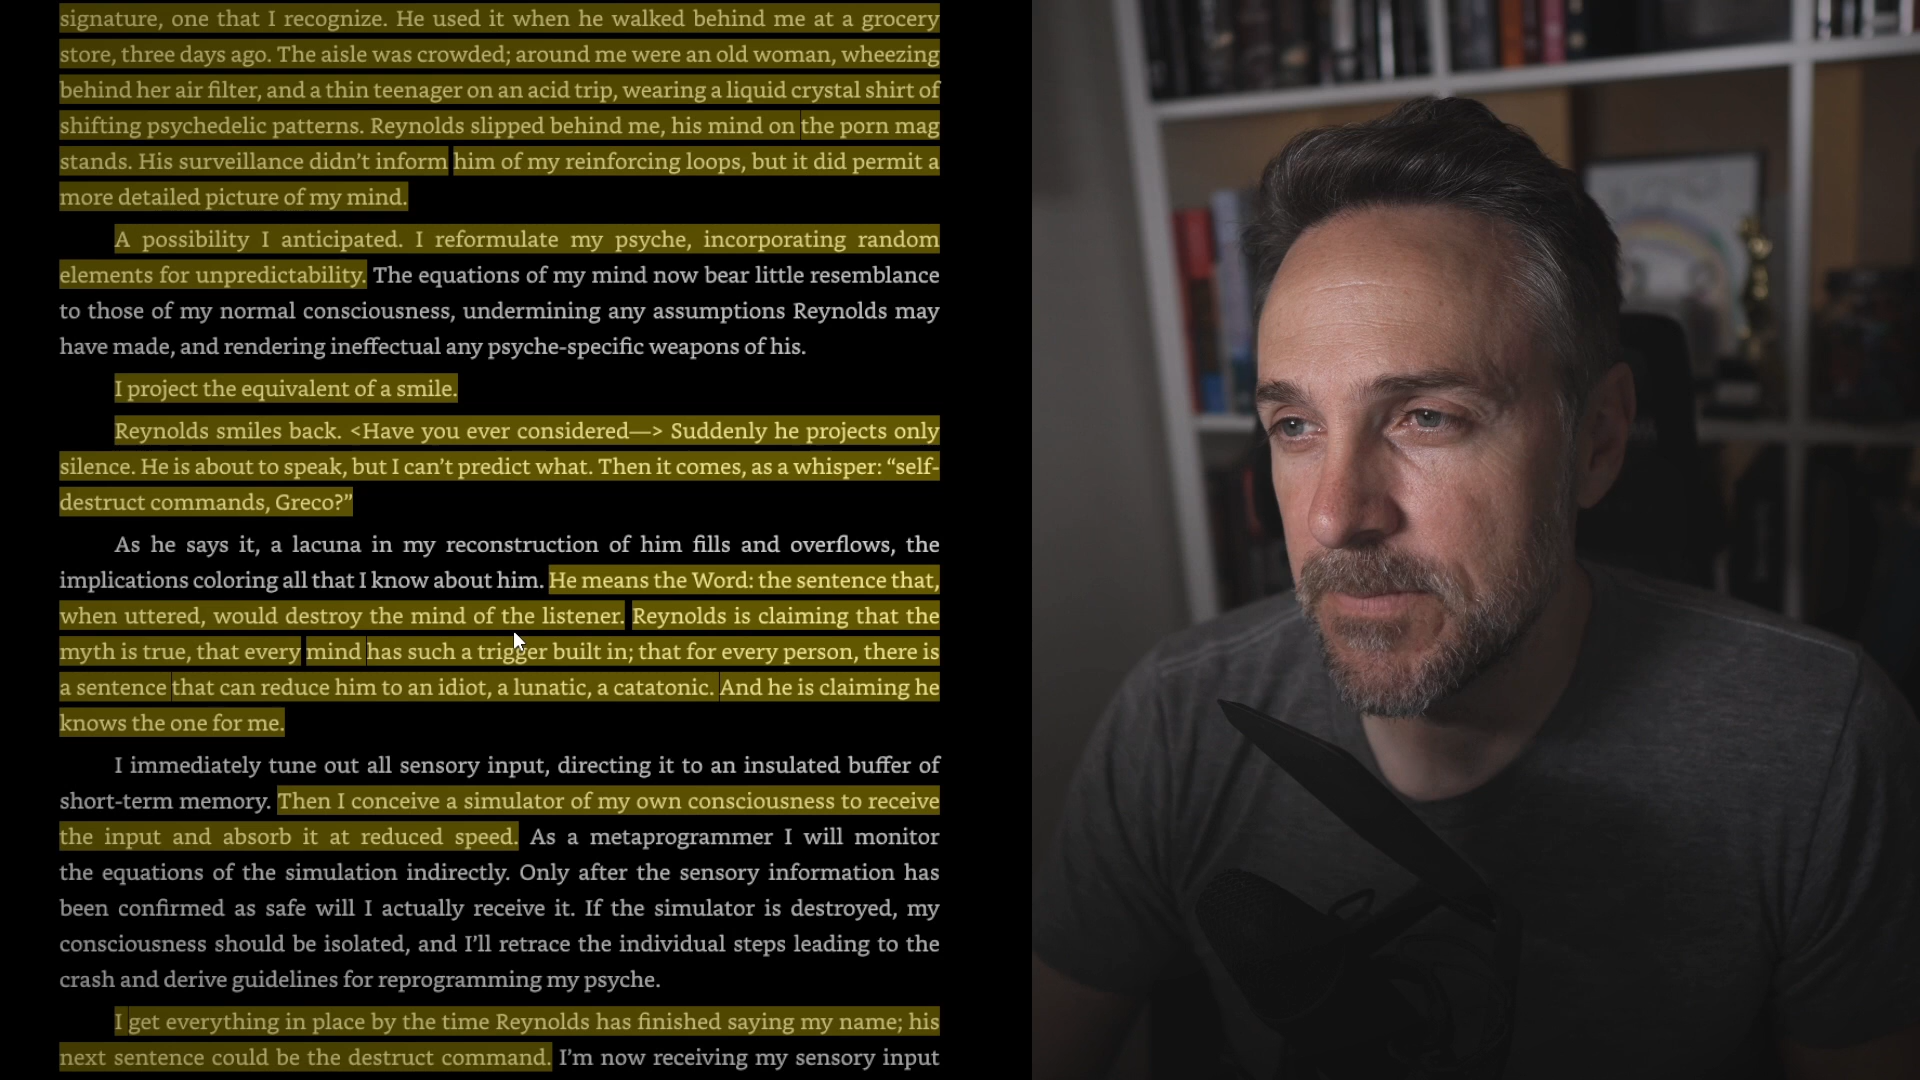 signature, one that I recognize. He used it when he walked behind me at a grocery
store, three days ago. The aisle was crowded; around me were an old woman, wheezing
behind her air filter, and a thin teenager on an acid trip, wearing a liquid crystal shirt of
shifting psychedelic patterns. Reynolds slipped behind me, his mind on the porn mag
stands. His surveillance didn’t inform him of my reinforcing loops, but it did permit a
more detailed picture of my mind.
A possibility I anticipated. I reformulate my psyche, incorporating random
elements for unpredictability. The equations of my mind now bear little resemblance
to those of my normal consciousness, undermining any assumptions Reynolds may
have made, and rendering ineffectual any psyche-specific weapons of his.
I project the equivalent of a smile.
Reynolds smiles back. <Have you ever considered—> Suddenly he projects only
silence. He is about to speak, but I can’t predict what. Then it comes, as a whisper: “self-
destruct commands, Greco?”
As he says it, a lacuna in my reconstruction of him fills and overflows, the
implications coloring all that I know about him. He means the Word: the sentence that,
when uttered, would destroy the mind of the listener. Reynolds is claiming that the
myth is true, that every mind has such a trigger built in; that for every person, there is
a sentence that can reduce him to an idiot, a lunatic, a catatonic. And he is claiming he
knows the one for me.
I immediately tune out all sensory input, directing it to an insulated buffer of
short-term memory. Then I conceive a simulator of my own consciousness to receive
the input and absorb it at reduced speed. As a metaprogrammer I will monitor
the equations of the simulation indirectly. Only after the sensory information has
been confirmed as safe will I actually receive it. If the simulator is destroyed, my
consciousness should be isolated, and I’ll retrace the individual steps leading to the
crash and derive guidelines for reprogramming my psyche.
I get everything in place by the time Reynolds has finished saying my name; his
next sentence could be the destruct command. I’m now receiving my sensory input